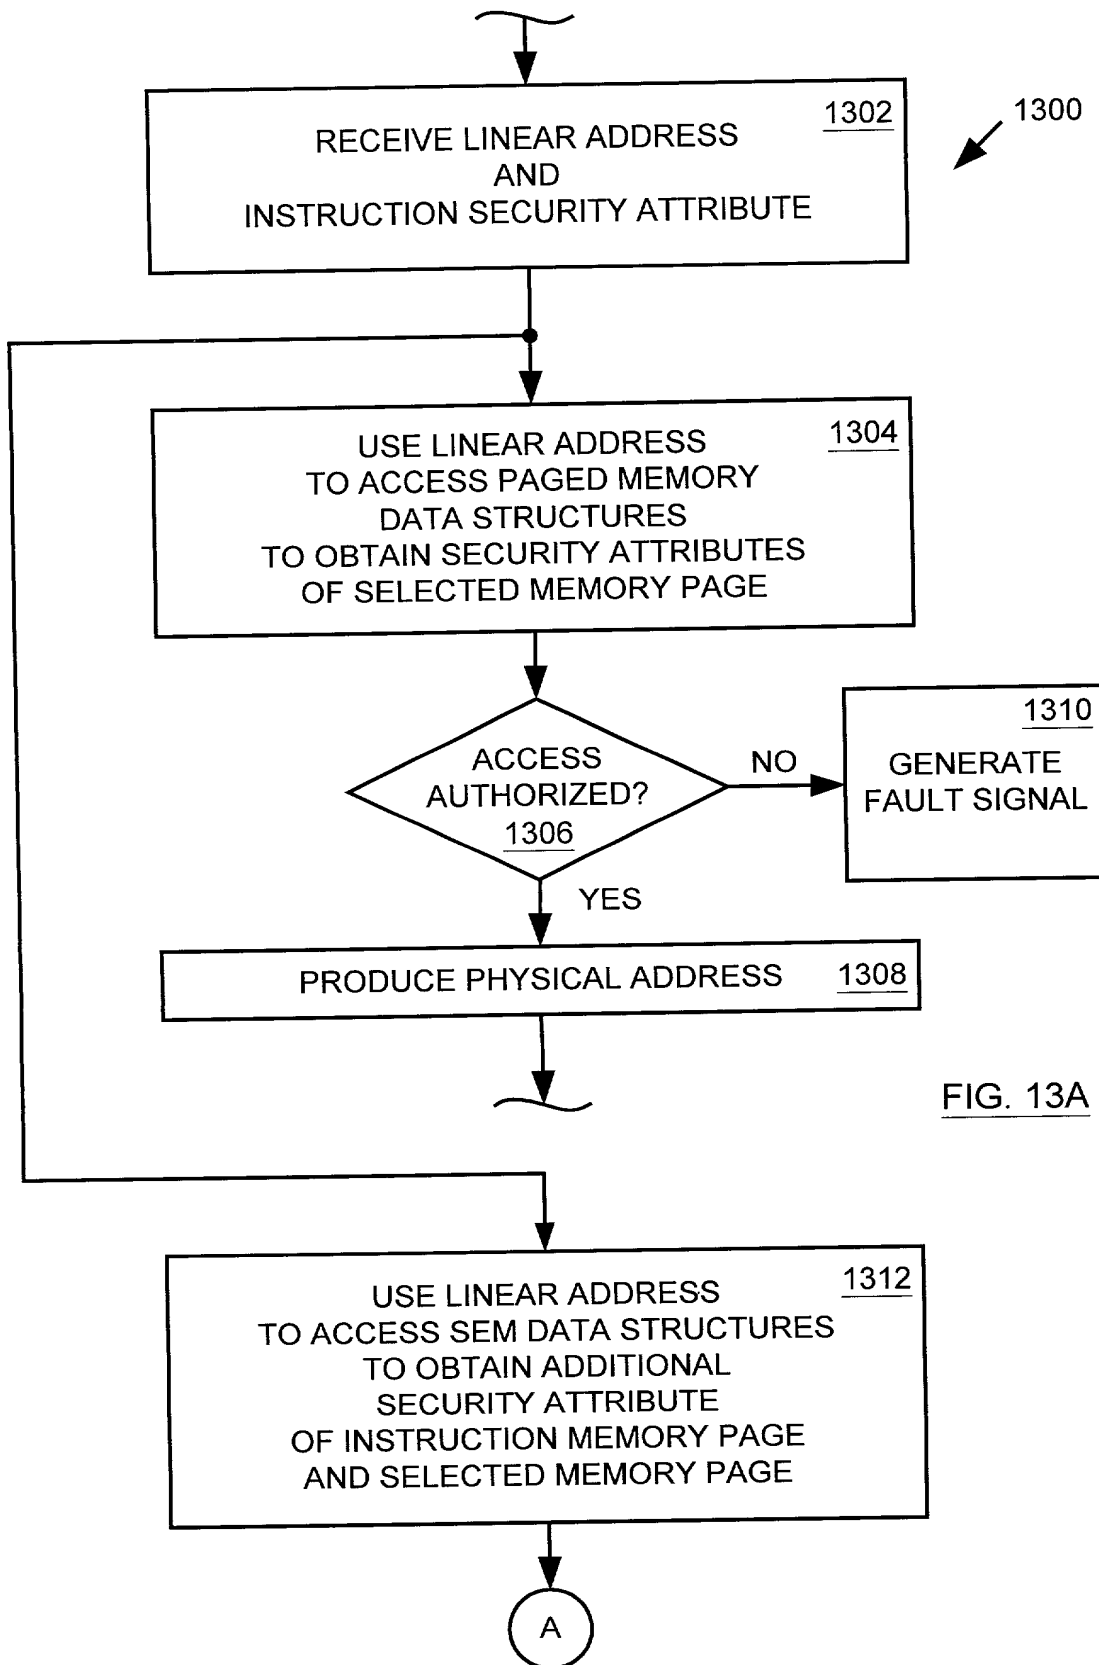 1302
RECEIVE LINEAR ADDRESS
AND
INSTRUCTION SECURITY ATTRIBUTE
1300
1304
USE LINEAR ADDRESS
TO ACCESS PAGED MEMORY
DATA STRUCTURES
TO OBTAIN SECURITY ATTRIBUTES
OF SELECTED MEMORY PAGE
ACCESS
AUTHORIZED?
1306
NO
1310
GENERATE
FAULT SIGNAL
YES
PRODUCE PHYSICAL ADDRESS 1308
FIG. 13A
1312
USE LINEAR ADDRESS
TO ACCESS SEM DATA STRUCTURES
TO OBTAIN ADDITIONAL
SECURITY ATTRIBUTE
OF INSTRUCTION MEMORY PAGE
AND SELECTED MEMORY PAGE
A